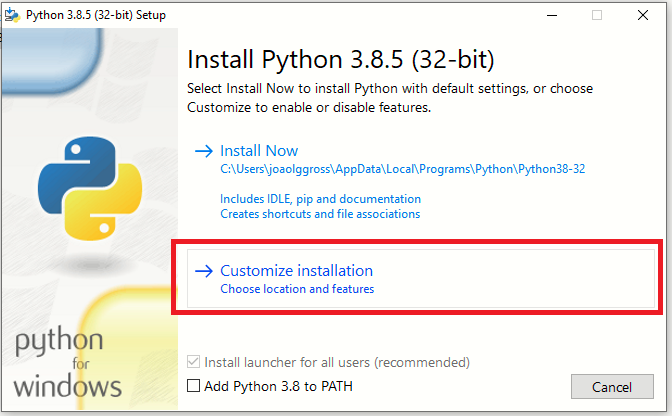 Python 3.8.5 (32-bit) Setup
Install Python 3.8.5 (32-bit)
Select Install Now to install Python with default settings, or choose
Customize to enable or disable features.
Install Now
C:\Users\joaolggross\AppData\Local\Programs\Python\Python38-32
Includes IDLE, pip and documentation
Creates shortcuts and file associations
Customize installation
Choose location and features
python
for
windows
Install launcher for all users (recommended)
Add Python 3.8 to PATH
Cancel